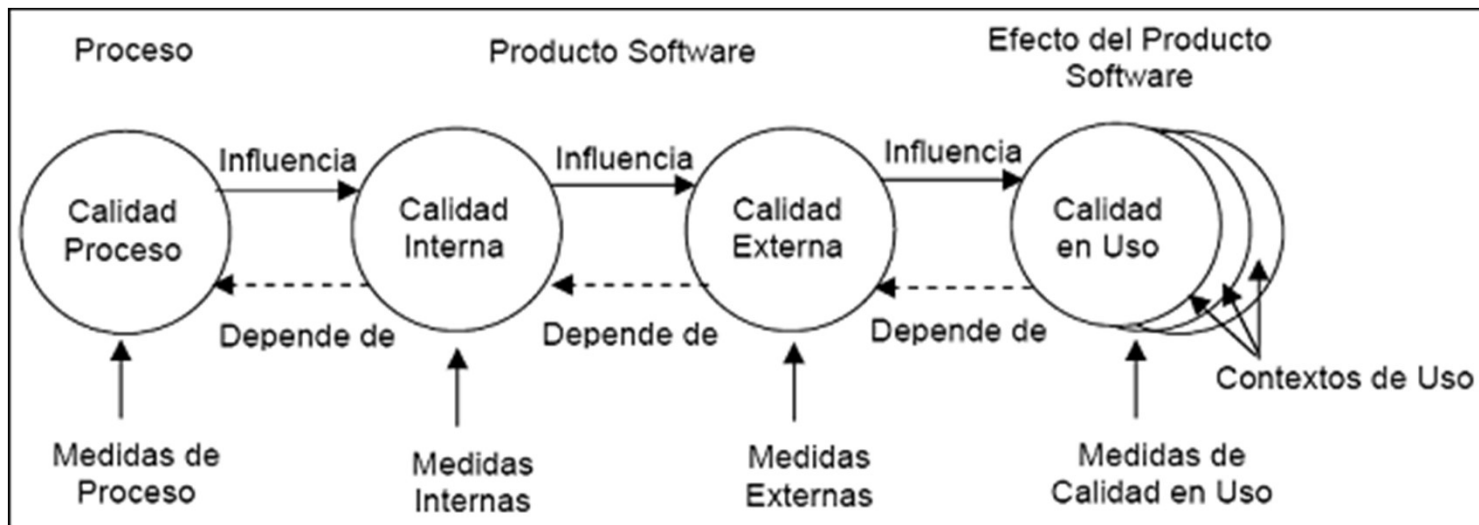 Proceso
Producto Software
Efecto del Producto
Software
Influencia
Influencia
Influencia
Calidad
Proceso
Calidad
Interna
Calidad
Externa
Calidad
en Uso
Depende de
Depende de
Depende de
Contextos de Uso
Medidas de
Proceso
Medidas
Internas
Medidas
Externas
Medidas de
Calidad en Uso